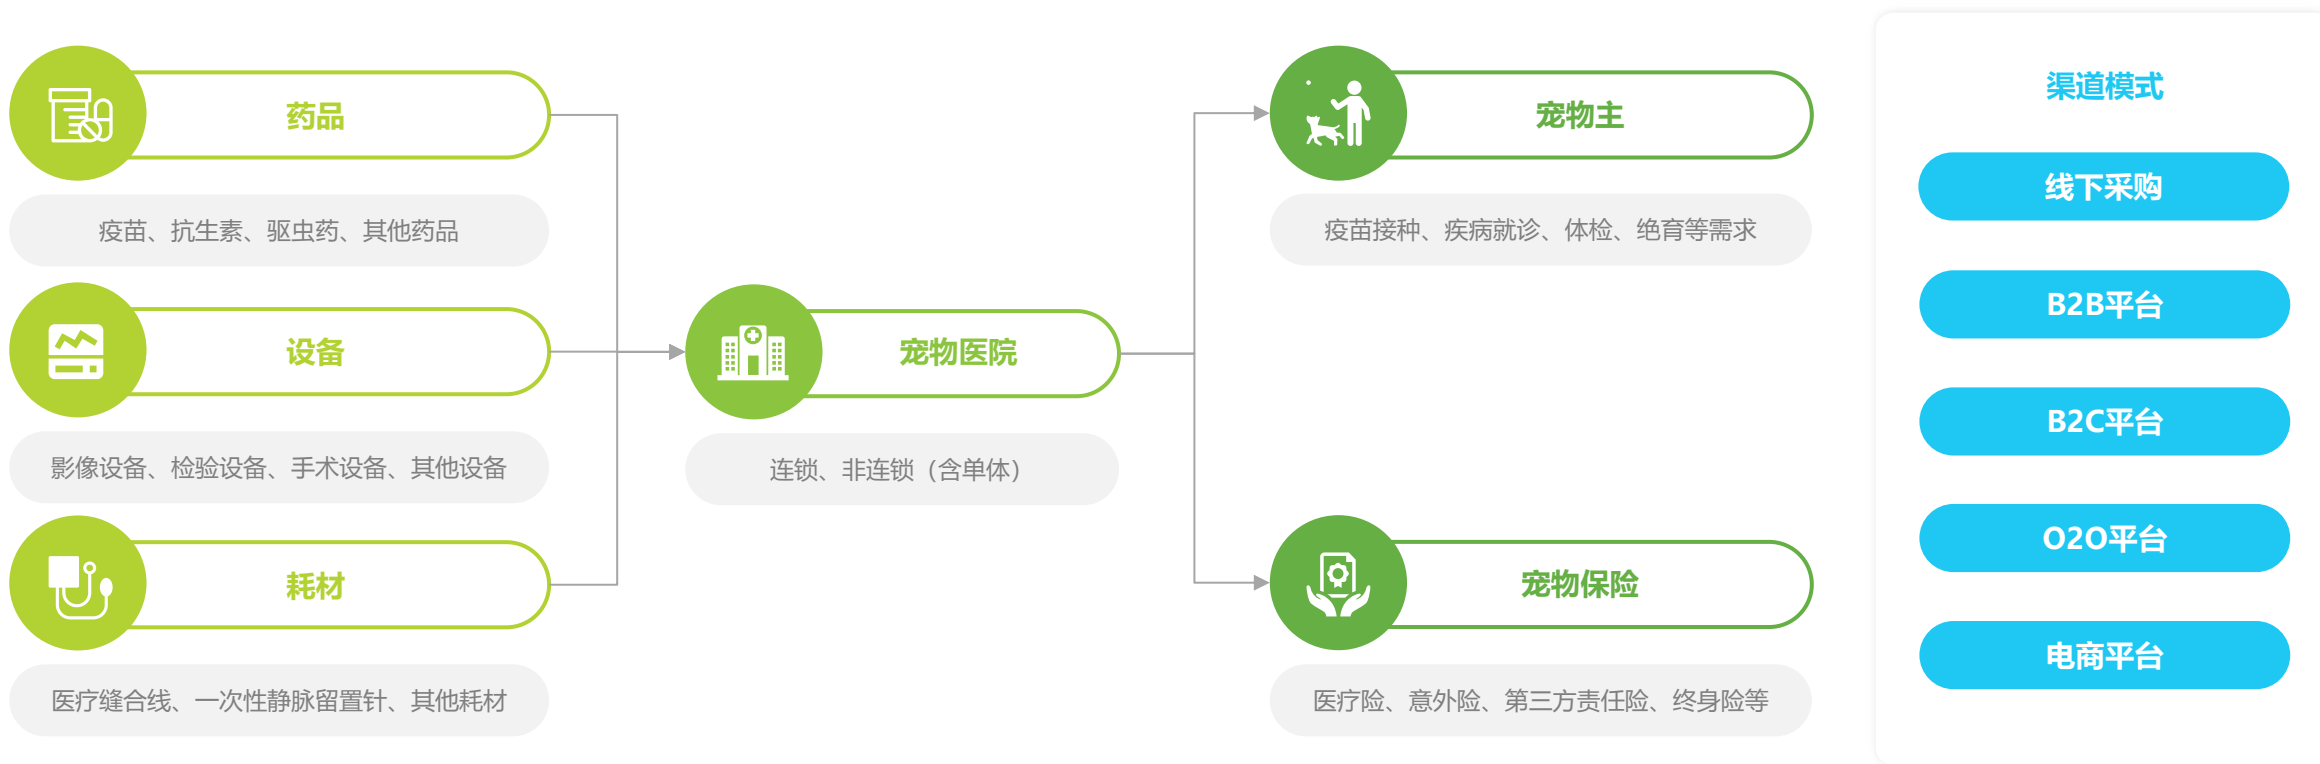 药品
疫苗、抗生素、驱虫药、其他药品
设备
影像设备、检验设备、手术设备、其他设备
耗材
医疗缝合线、一次性静脉留置针、其他耗材
宠物医院
连锁、非连锁（含单体）
宠物主
疫苗接种、疾病就诊、体检、绝育等需求
宠物保险
医疗险、意外险、第三方责任险、终身险等
渠道模式
线下采购
B2B平台
B2C平台
O2O平台
电商平台